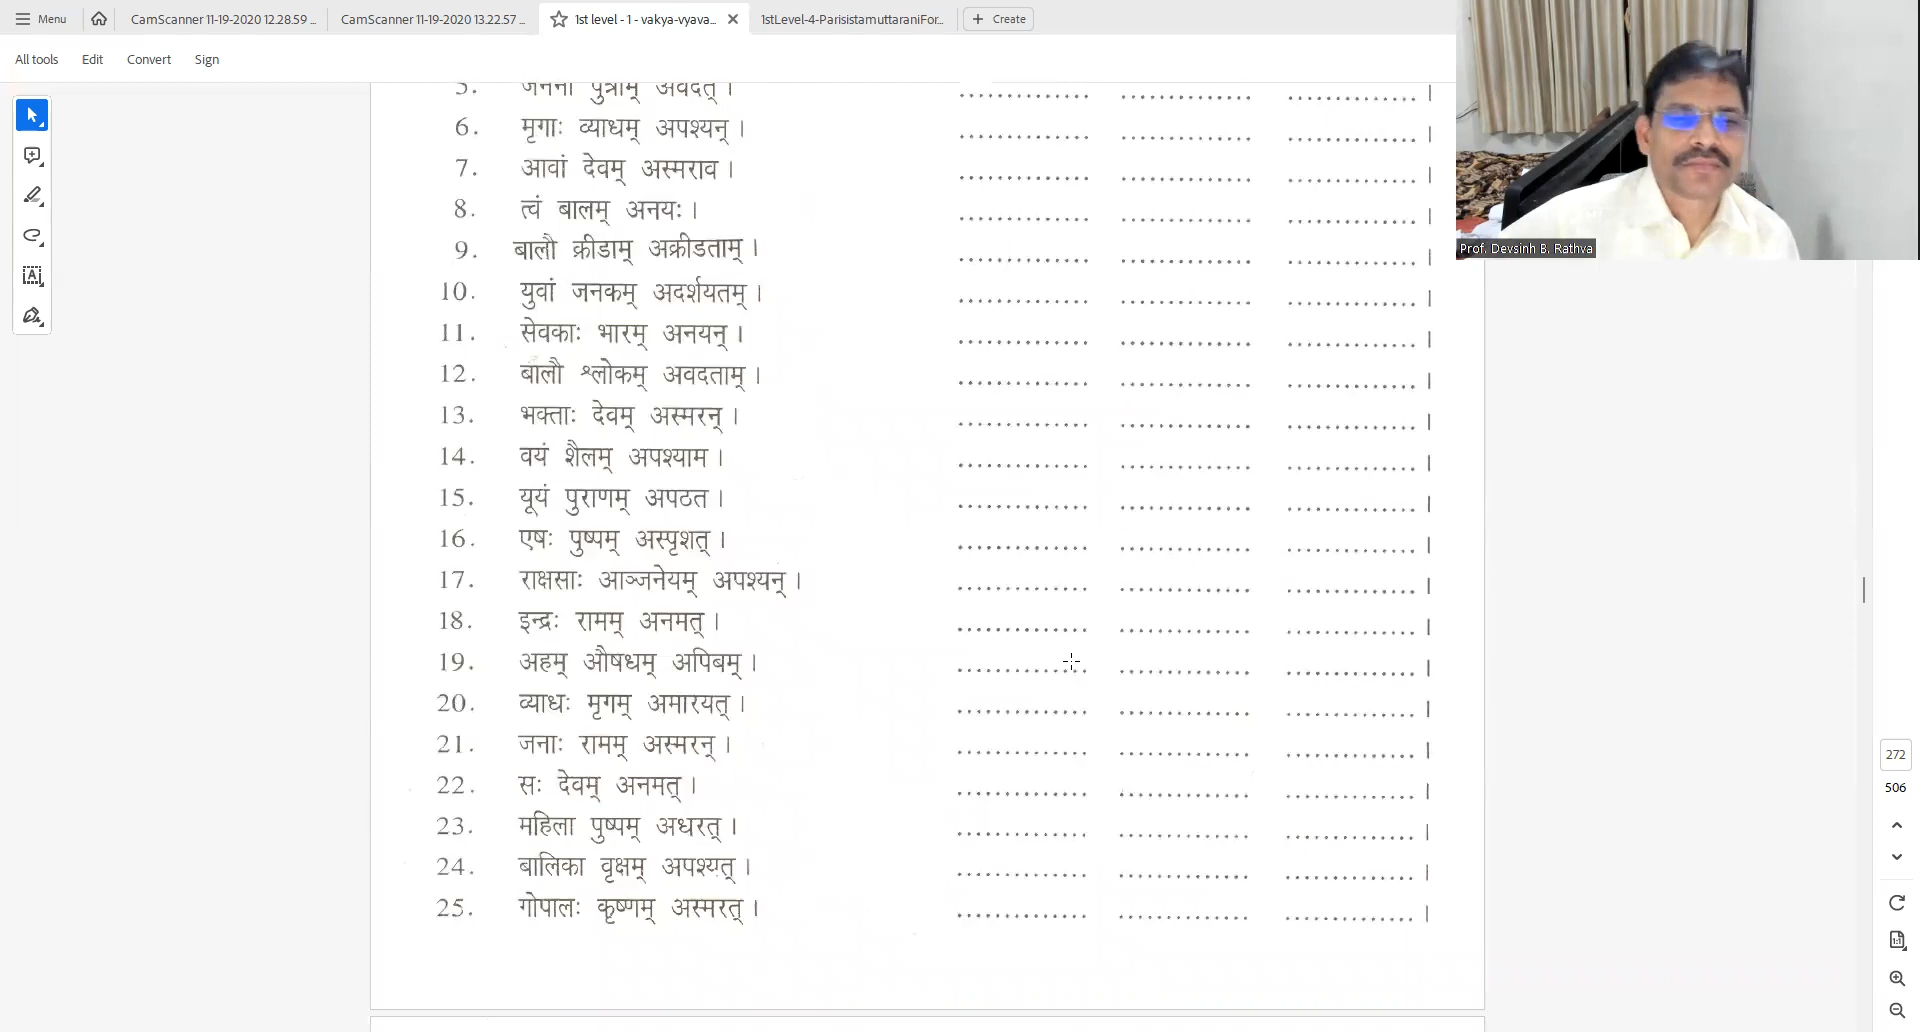 Menu CamScanner 11-19-2020 12.28.59 ... CamScanner 11-19-2020 13.22.57 ... 1st level - 1 - vakya-vyava... 1stLevel-4-ParisistamuttaraniFor... Create
All tools Edit Convert Sign
5. जननी पुत्रीम् अवदत् । .............. .............. .............. |
6. मृगाः व्याधम् अपश्यन् । .............. .............. .............. |
7. आवां देवम् अस्मराव । .............. .............. .............. |
8. त्वं बालम् अनयः । .............. .............. .............. |
Prof. Devsinh B. Rathva
9. बालौ क्रीडाम् अक्रीडताम् । .............. .............. .............. |
10. युवां जनकम् अदर्शयतम् । .............. .............. .............. |
11. सेवकाः भारम् अनयन् । .............. .............. .............. |
12. बालौ श्लोकम् अवदताम् । .............. .............. .............. |
13. भक्ताः देवम् अस्मरन् । .............. .............. .............. |
14. वयं शैलम् अपश्याम । .............. .............. .............. |
15. यूयं पुराणम् अपठत । .............. .............. .............. |
16. एषः पुष्पम् अस्पृशत् । .............. .............. .............. |
17. राक्षसाः आञ्जनेयम् अपश्यन् । .............. .............. .............. |
18. इन्द्रः रामम् अनमत् । .............. .............. .............. |
19. अहम् औषधम् अपिबम् । .............. .............. .............. |
20. व्याधः मृगम् अमारयत् । .............. .............. .............. |
21. जनाः रामम् अस्मरन् । .............. .............. .............. |
272
22. सः देवम् अनमत् । .............. .............. .............. |
506
23. महिला पुष्पम् अधरत् । .............. .............. .............. |
24. बालिका वृक्षम् अपश्यत् । .............. .............. .............. |
25. गोपालः कृष्णम् अस्मरत् । .............. .............. .............. |